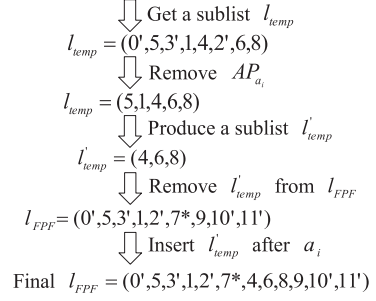 Get a sublist l_temp
l_temp = (0',5,3',1,4,2',6,8)
Remove AP_{a_i}
l_temp = (5,1,4,6,8)
Produce a sublist l'_temp
l'_temp = (4,6,8)
Remove l'_temp from l_FPF
l_FPF = (0',5,3',1,2',7*,9,10',11')
Insert l'_temp after a_i
Final l_FPF = (0',5,3',1,2',7*,4,6,8,9,10',11')